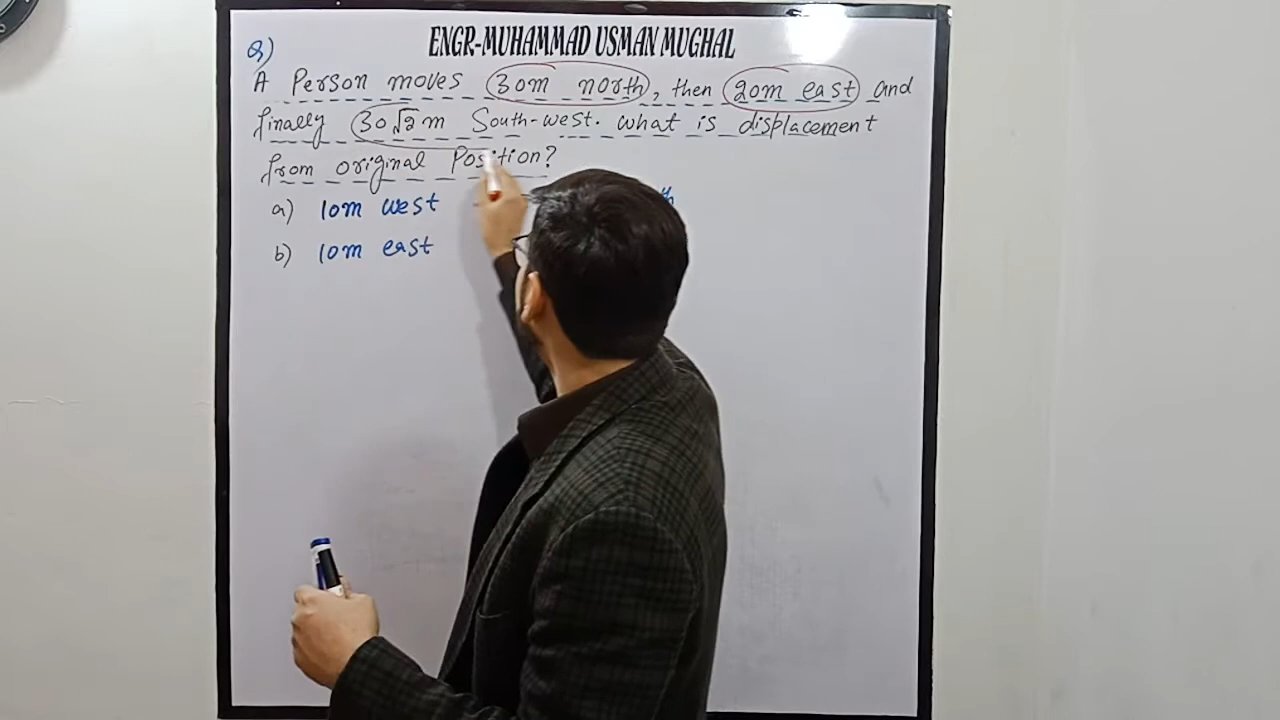 ENGR-MUHAMMAD USMAN MUGHAL
Q)
A Person moves 30m north, then 20m east and
finally 30√2 m South-west. what is displacement
from original Position?
a) 10m west
b) 10m east